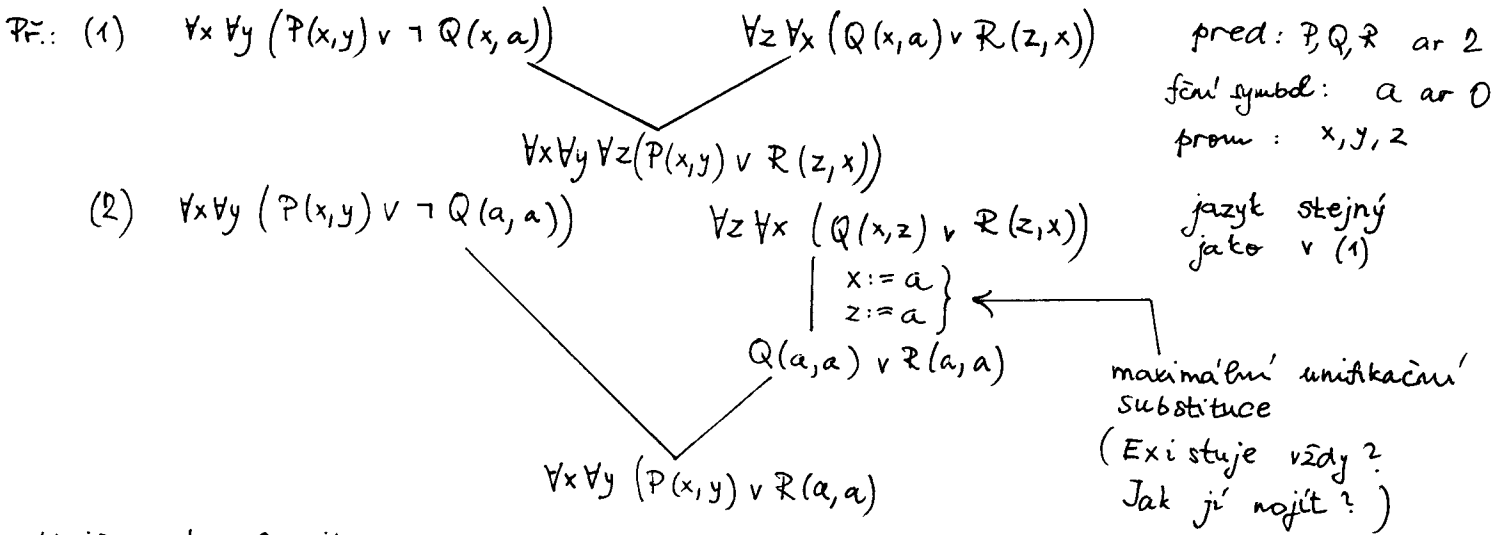 Př.: (1) ∀x ∀y (P(x,y) ∨ ¬ Q(x,a)) ∀z ∀x (Q(x,a) ∨ R(z,x)) pred: P,Q,R ar 2
fční symbol: a ar 0
∀x∀y ∀z(P(x,y) ∨ R(z,x)) prom : x,y,z
(2) ∀x∀y (P(x,y) ∨ ¬ Q(a,a)) ∀z ∀x (Q(x,z) ∨ R(z,x)) jazyk stejný
jako v (1)
x:= a
z:= a
Q(a,a) ∨ R(a,a)
maximální unifikační
substituce
(Existuje vždy?
∀x∀y (P(x,y) ∨ R(a,a)
Jak jí najít?)